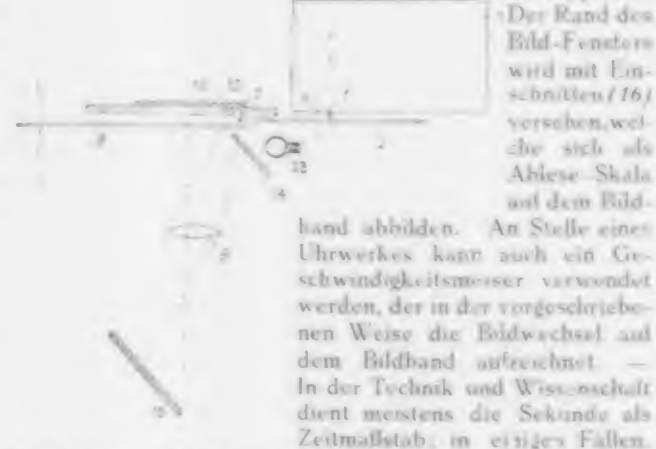 Der Rand des
Bild-Fensters
wird mit Ein-
schnitten (16)
versehen, wel-
che sich als
Ablese-Skala
auf dem Bild-
band abbilden. An Stelle eines
Uhrwerkes kann auch ein Ge-
schwindigkeitsmesser verwendet
werden, der in der vorgeschriebe-
nen Weise die Bildwechsel auf
dem Bildband aufzeichnet. —
In der Technik und Wissenschaft
dient meistens die Sekunde als
Zeitmaßstab, in einigen Fällen,